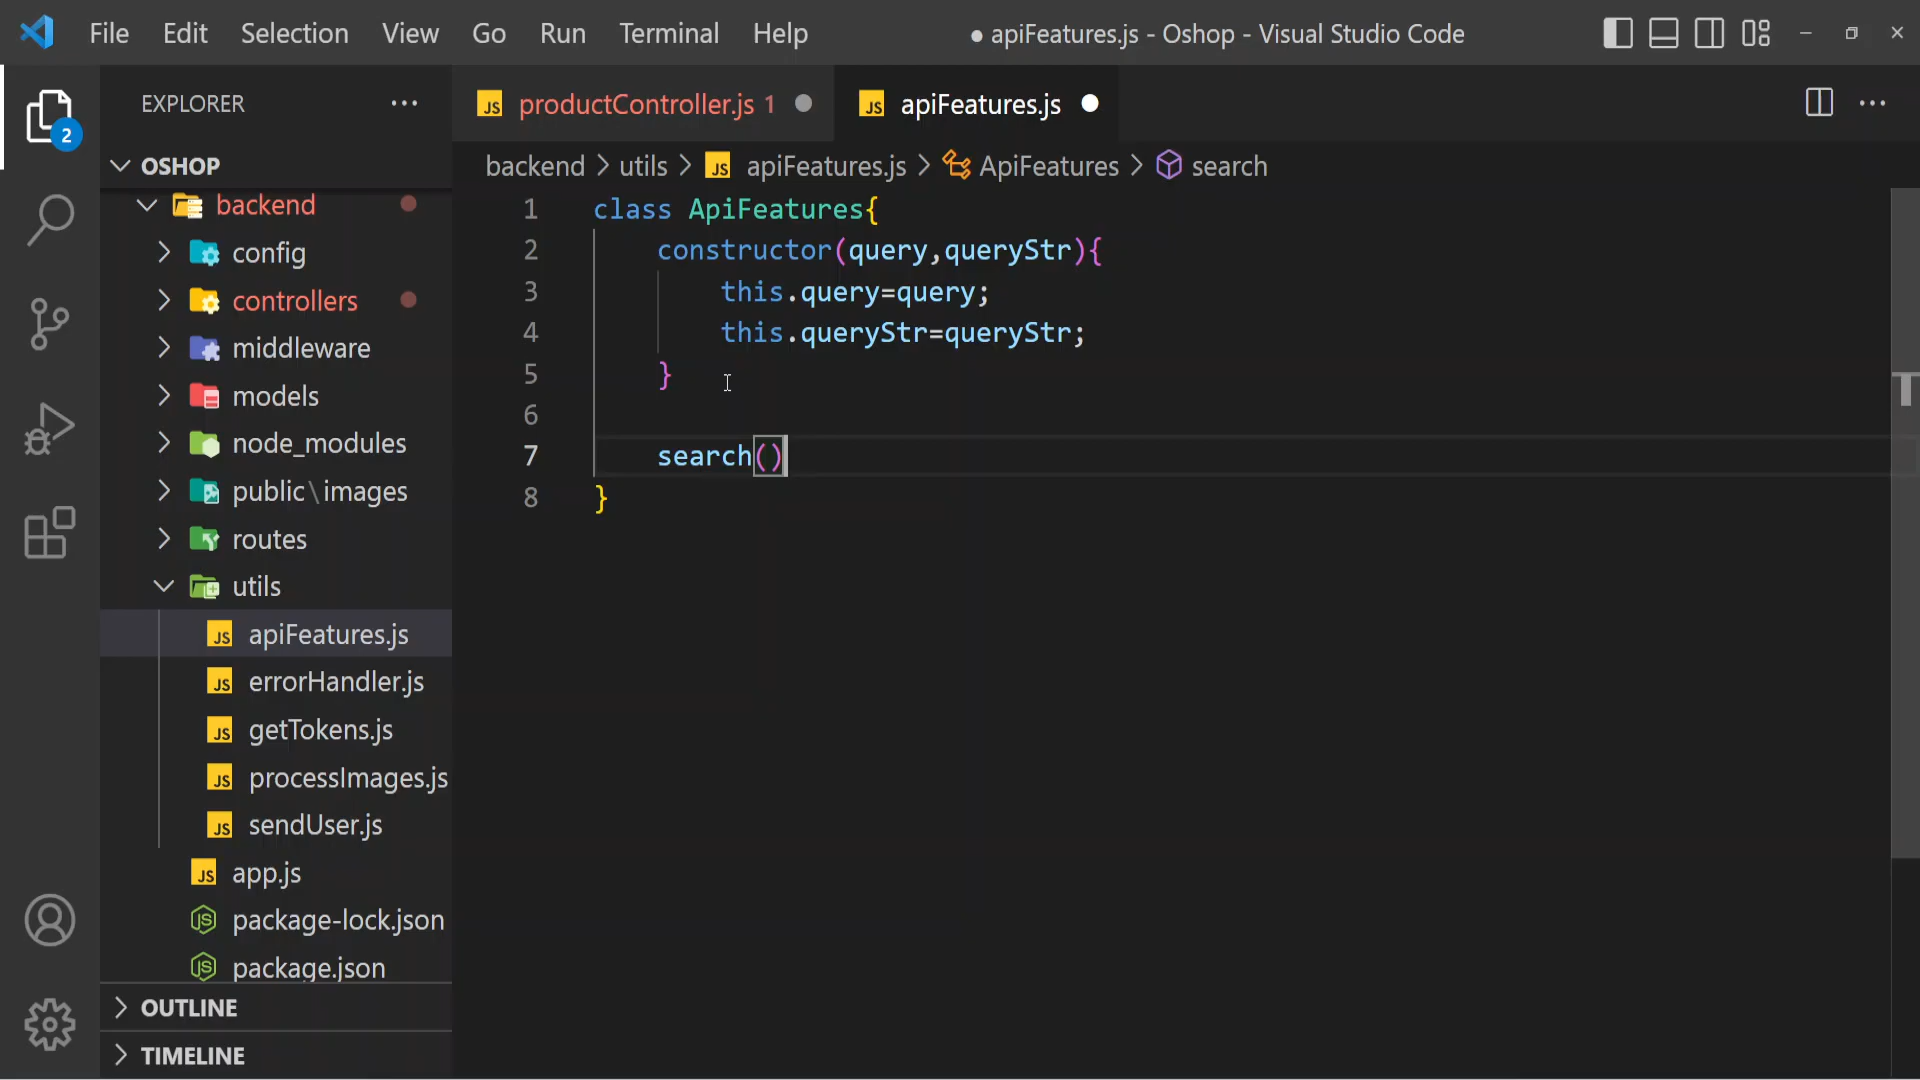 File Edit Selection View Go Run Terminal Help ● apiFeatures.js - Oshop - Visual Studio Code
EXPLORER ···
productController.js 1
apiFeatures.js
2
OSHOP
backend > utils > apiFeatures.js > ApiFeatures > search
backend
config
controllers
middleware
models
node_modules
public\images
routes
utils
apiFeatures.js
errorHandler.js
getTokens.js
processImages.js
sendUser.js
app.js
package-lock.json
package.json
OUTLINE
TIMELINE
1 class ApiFeatures{
2 constructor(query,queryStr){
3 this.query=query;
4 this.queryStr=queryStr;
5 }
6
7 search()
8 }